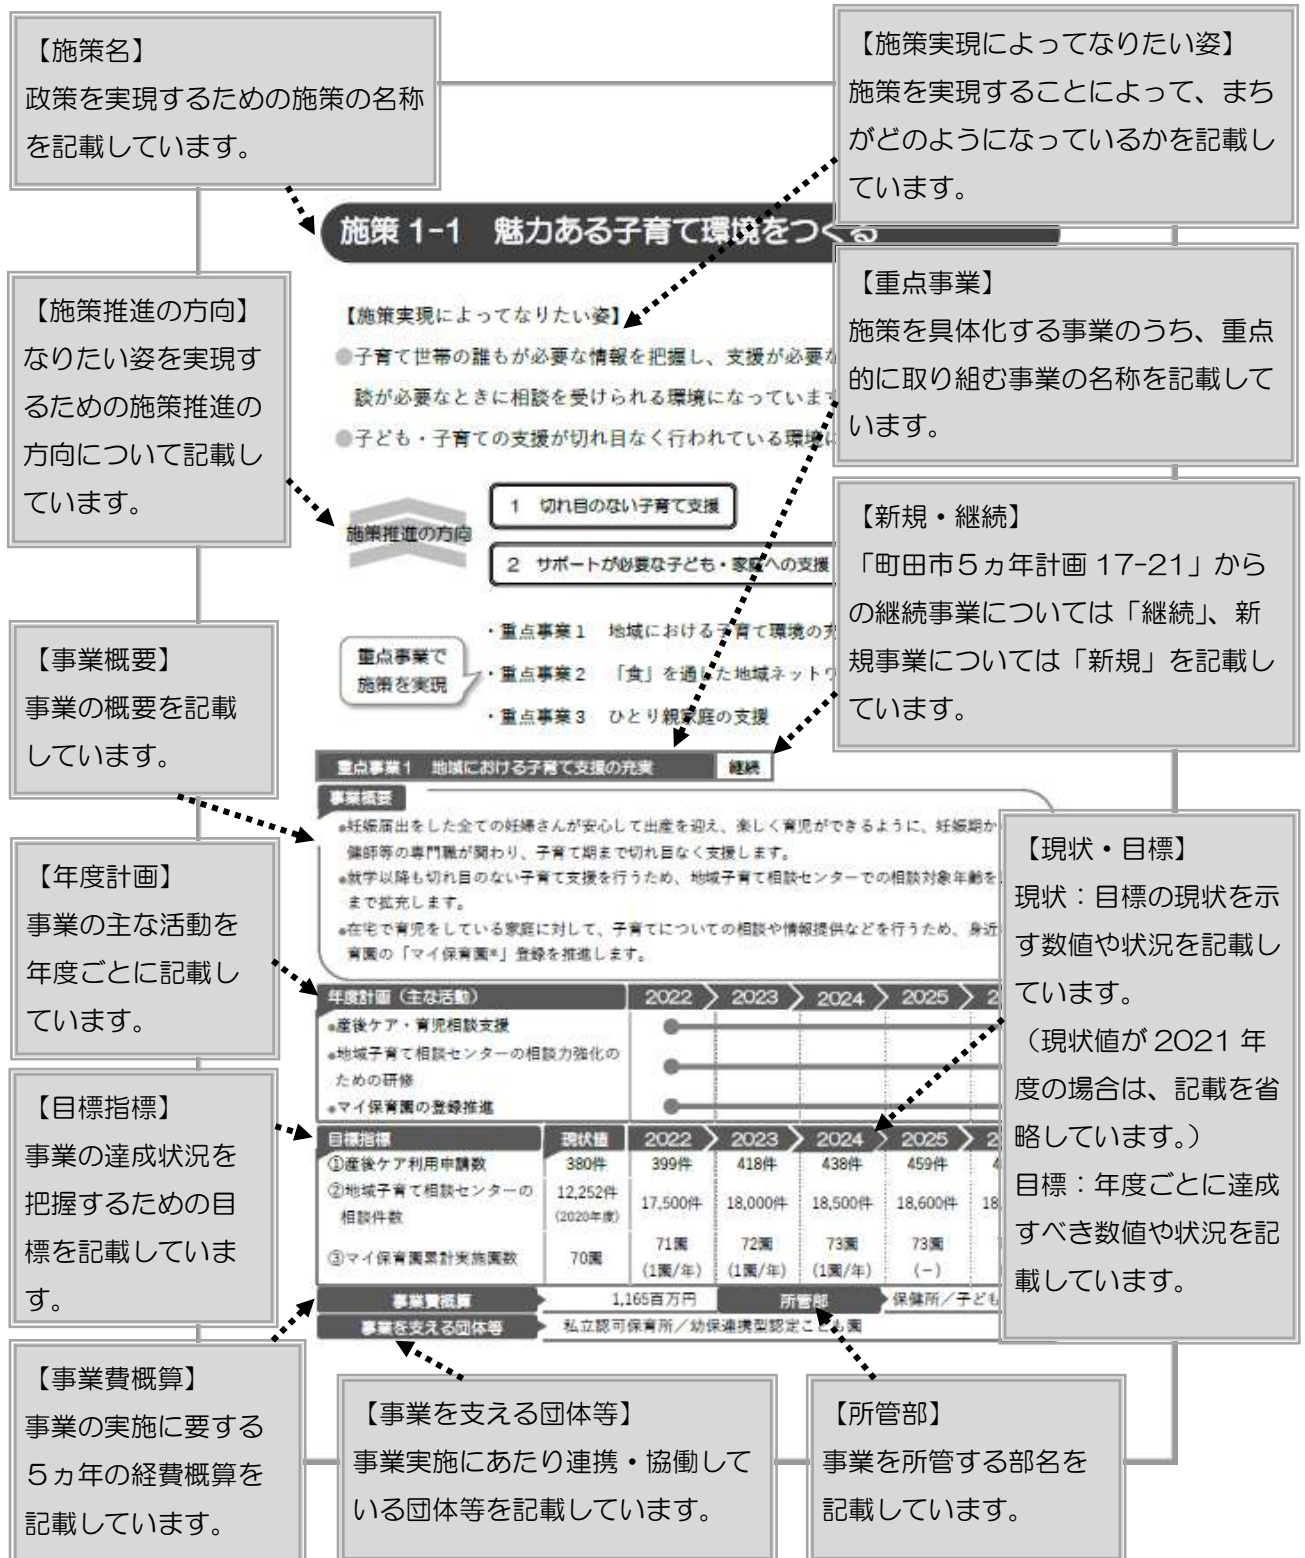 【施策名】
政策を実現するための施策の名称
を記載しています。
【施策実現によってなりたい姿】
施策を実現することによって、まち
がどのようになっているかを記載し
ています。
施策 1-1 魅力ある子育て環境をつくる
【施策推進の方向】
なりたい姿を実現す
るための施策推進の
方向について記載し
ています。
【施策実現によってなりたい姿】
●子育て世帯の誰もが必要な情報を把握し、支援が必要な
談が必要なときに相談を受けられる環境になっています
●子ども・子育ての支援が切れ目なく行われている環境に
【重点事業】
施策を具体化する事業のうち、重点
的に取り組む事業の名称を記載して
います。
施策推進の方向
1 切れ目のない子育て支援
2 サポートが必要な子ども・家庭への支援
【新規・継続】
「町田市5ヵ年計画 17-21」から
の継続事業については「継続」、新
規事業については「新規」を記載し
ています。
重点事業で
施策を実現
・重点事業1 地域における子育て環境の充
・重点事業2 「食」を通した地域ネットワ
・重点事業3 ひとり親家庭の支援
【事業概要】
事業の概要を記載
しています。
重点事業1 地域における子育て支援の充実 継続
事業概要
●妊娠届出をした全ての妊婦さんが安心して出産を迎え、楽しく育児ができるように、妊娠期か
健師等の専門職が関わり、子育て期まで切れ目なく支援します。
●就学以降も切れ目のない子育て支援を行うため、地域子育て相談センターでの相談対象年齢を
まで拡充します。
●在宅で育児をしている家庭に対して、子育てについての相談や情報提供などを行うため、身近
育園の「マイ保育園※」登録を推進します。
【年度計画】
事業の主な活動を
年度ごとに記載し
ています。
【現状・目標】
現状：目標の現状を示
す数値や状況を記載し
ています。
（現状値が 2021 年
度の場合は、記載を省
略しています。）
目標：年度ごとに達成
すべき数値や状況を記
載しています。
年度計画（主な活動） 2022 2023 2024 2025 2
●産後ケア・育児相談支援
●地域子育て相談センターの相談力強化の
ための研修
●マイ保育園の登録推進
【目標指標】
事業の達成状況を
把握するための目
標を記載していま
す。
目標指標 現状値 2022 2023 2024 2025 2
①産後ケア利用申請数 380件 399件 418件 438件 459件 4
②地域子育て相談センターの
相談件数 12,252件
(2020年度) 17,500件 18,000件 18,500件 18,600件 18,
③マイ保育園累計実施園数 70園 71園 72園 73園 73園
(1園/年) (1園/年) (1園/年) (-)
事業費概算 1,165百万円 所管部 保健所／子ども
事業を支える団体等 私立認可保育所／幼保連携型認定こども園
【事業費概算】
事業の実施に要する
5ヵ年の経費概算を
記載しています。
【事業を支える団体等】
事業実施にあたり連携・協働して
いる団体等を記載しています。
【所管部】
事業を所管する部名を
記載しています。